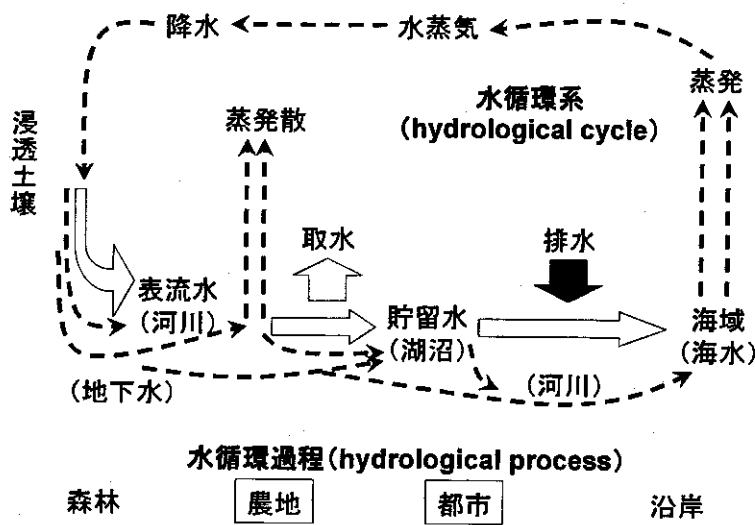 降水
水蒸気
蒸発
水循環系
(hydrological cycle)
蒸発散
浸透土壌
取水
排水
表流水
(河川)
貯留水
(湖沼)
海域
(海水)
(地下水)
(河川)
水循環過程(hydrological process)
森林
農地
都市
沿岸